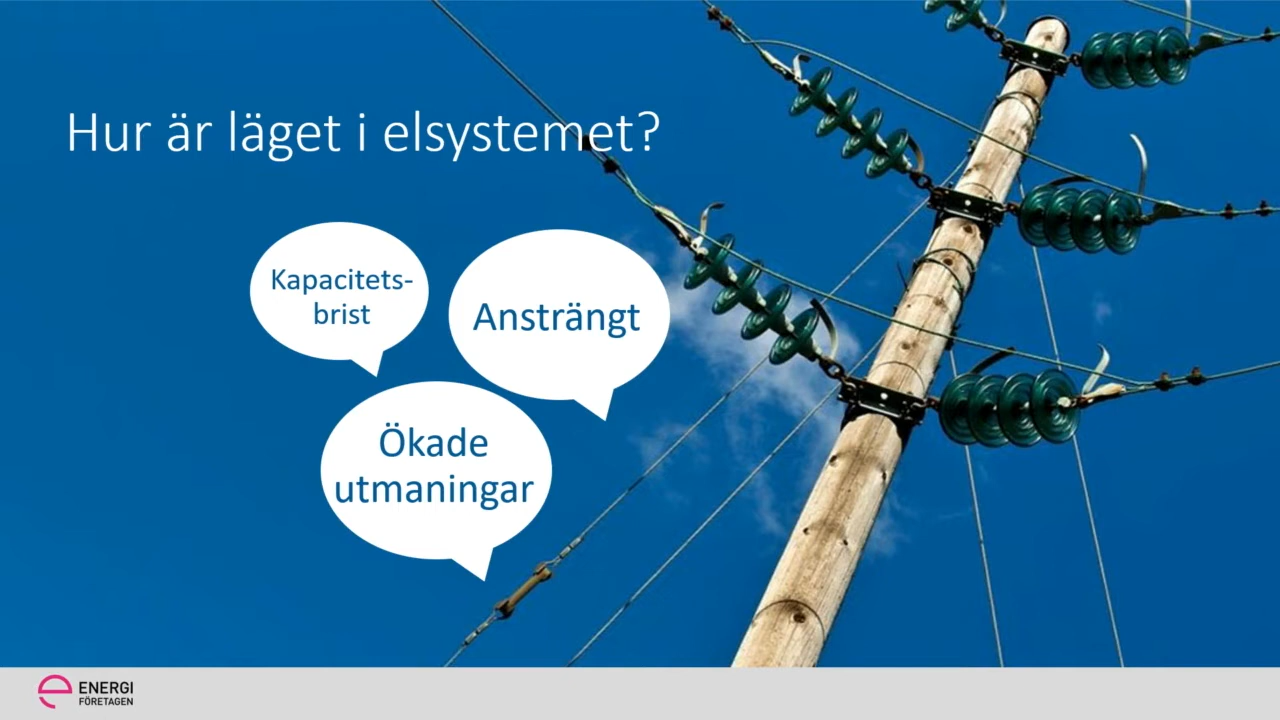 Hur är läget i elsystemet?
Kapacitets-
brist
Ansträngt
Ökade
utmaningar
ENERGI
FÖRETAGEN